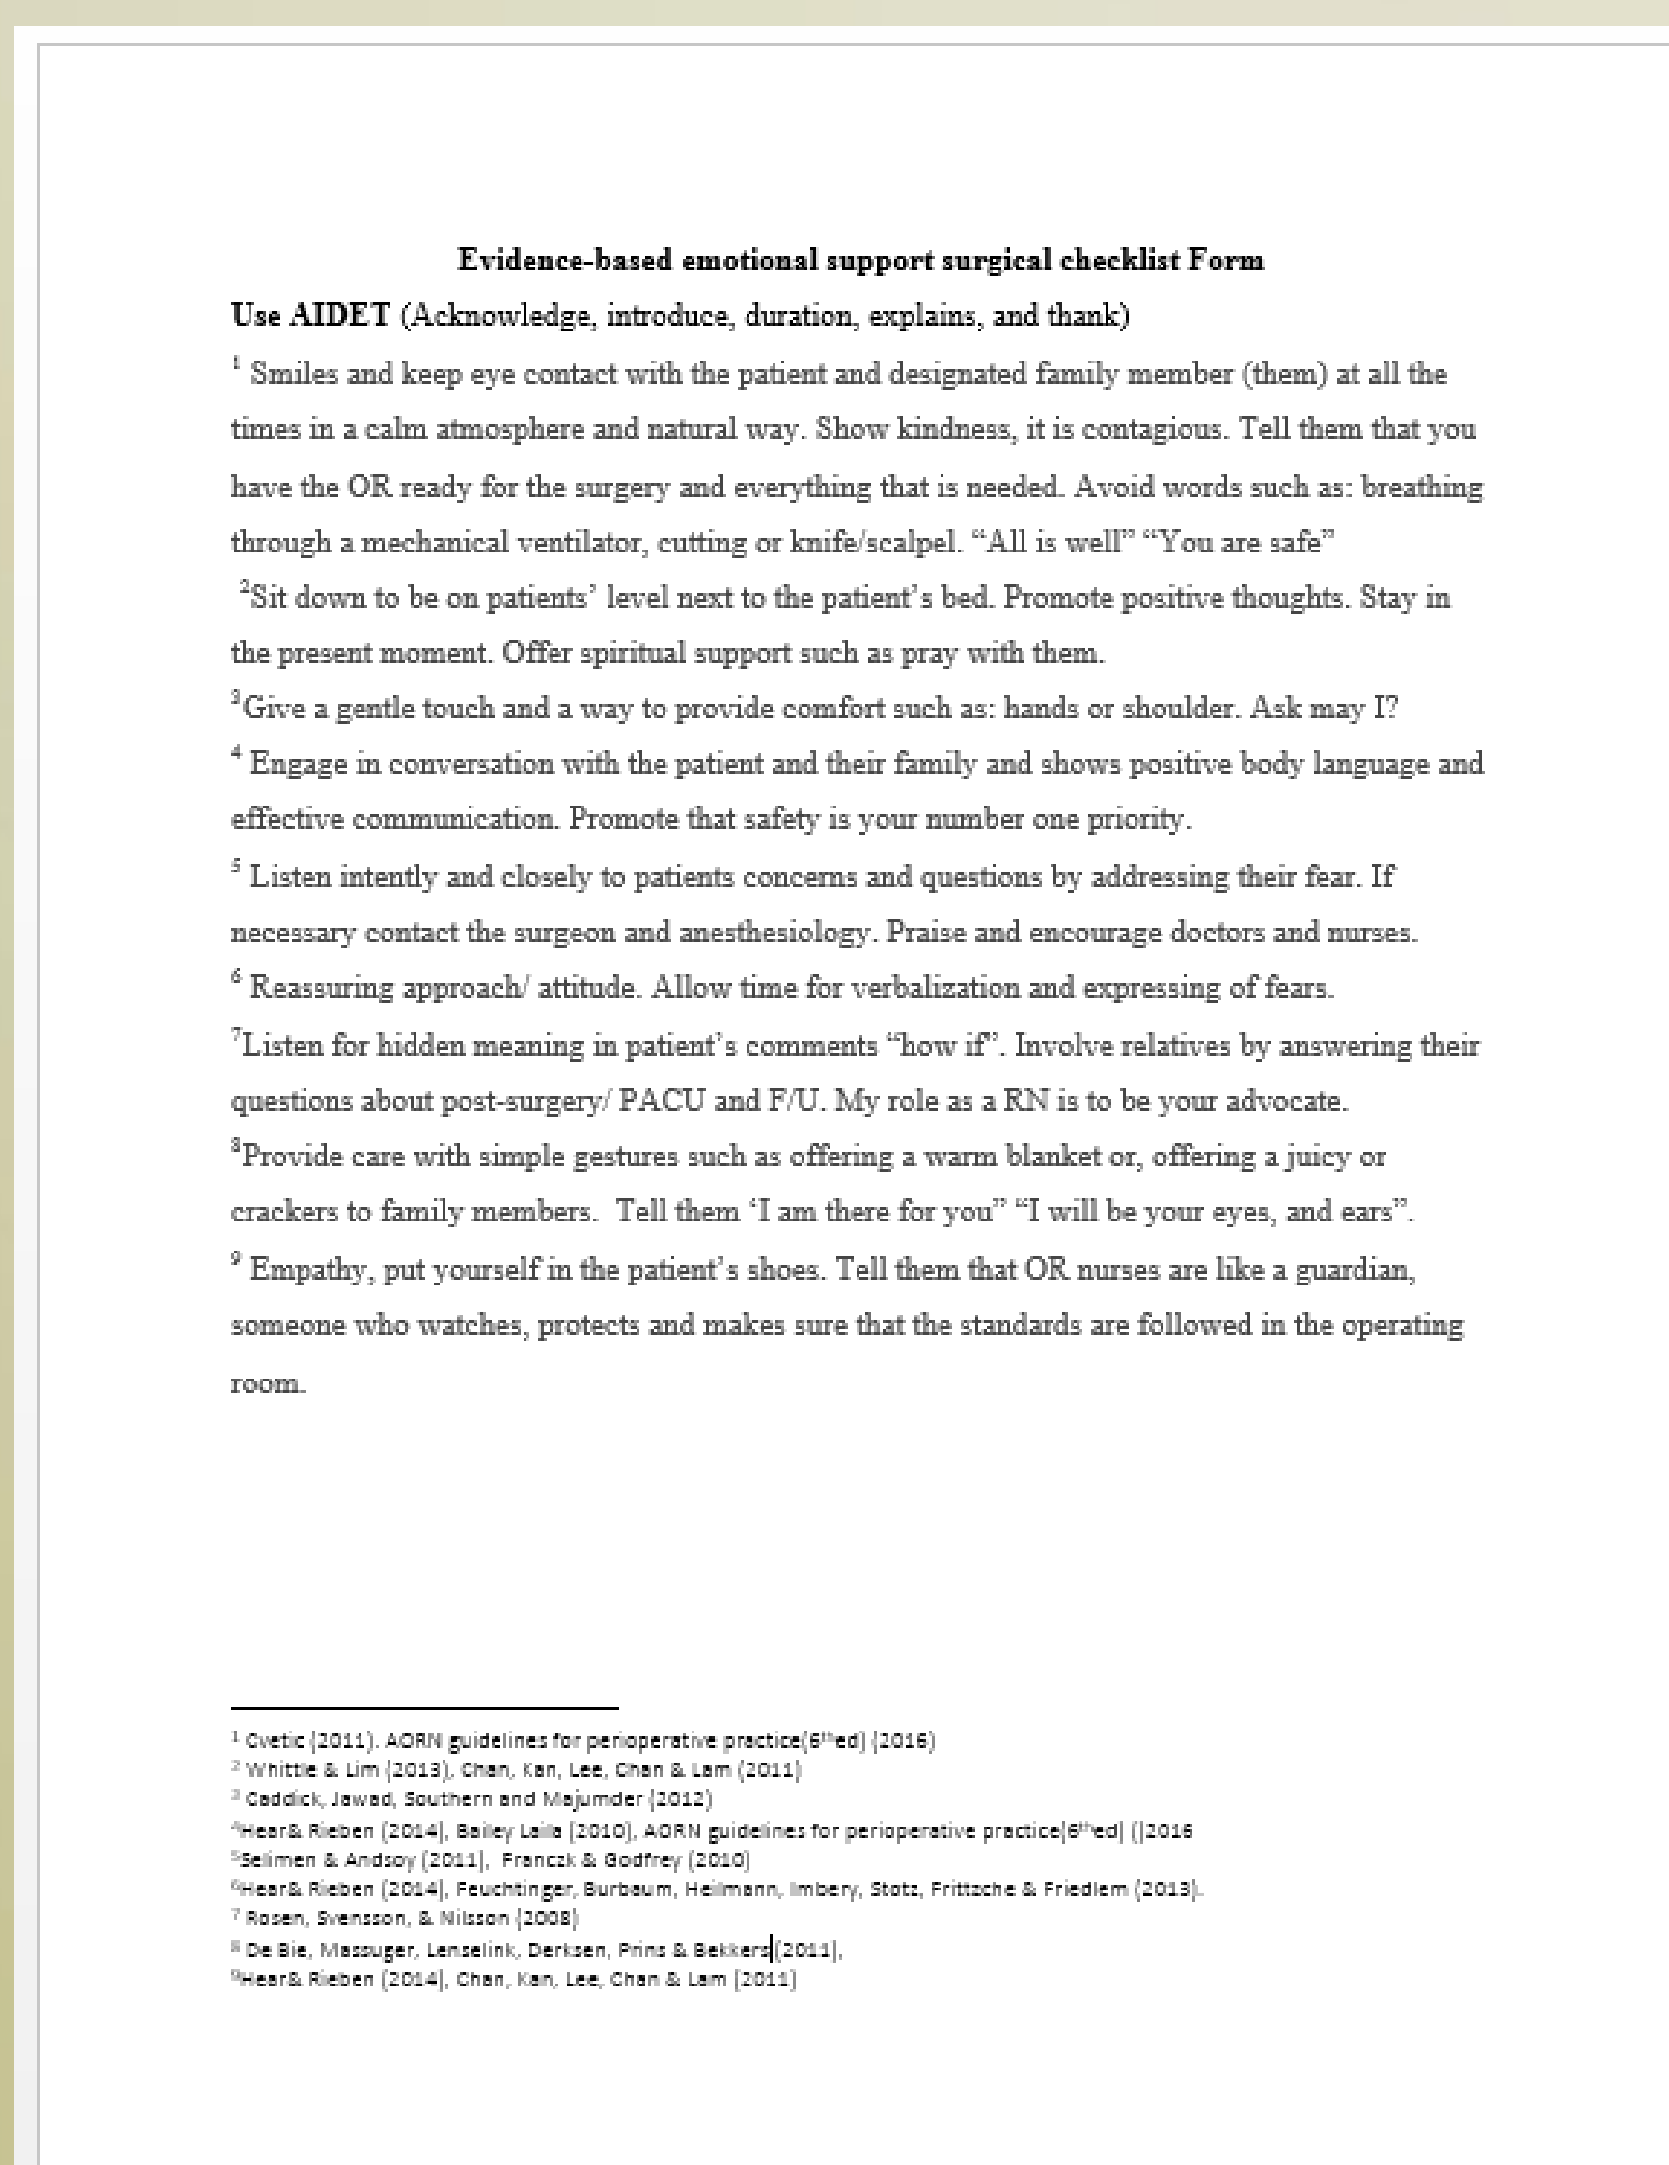 Evidence-based emotional support surgical checklist Form
Use AIDET (Acknowledge, introduce, duration, explains, and thank)
1 Smiles and keep eye contact with the patient and designated family member (them) at all the
times in a calm atmosphere and natural way. Show kindness, it is contagious. Tell them that you
have the OR ready for the surgery and everything that is needed. Avoid words such as: breathing
through a mechanical ventilator, cutting or knife/scalpel. “All is well” “You are safe”
2Sit down to be on patients’ level next to the patient’s bed. Promote positive thoughts. Stay in
the present moment. Offer spiritual support such as pray with them.
3Give a gentle touch and a way to provide comfort such as: hands or shoulder. Ask may I?
4 Engage in conversation with the patient and their family and shows positive body language and
effective communication. Promote that safety is your number one priority.
5 Listen intently and closely to patients concerns and questions by addressing their fear. If
necessary contact the surgeon and anesthesiology. Praise and encourage doctors and nurses.
6 Reassuring approach/ attitude. Allow time for verbalization and expressing of fears.
7Listen for hidden meaning in patient’s comments “how if”. Involve relatives by answering their
questions about post-surgery/ PACU and F/U. My role as a RN is to be your advocate.
8Provide care with simple gestures such as offering a warm blanket or, offering a juicy or
crackers to family members.  Tell them ‘I am there for you” “I will be your eyes, and ears”.
9 Empathy, put yourself in the patient’s shoes. Tell them that OR nurses are like a guardian,
someone who watches, protects and makes sure that the standards are followed in the operating
room.
1 Cvetic (2011). AORN guidelines for perioperative practice(6thed) (2016)
2 Whittle & Lim (2013), Chan, Kan, Lee, Chan & Lam (2011)
3 Caddick, Jawad, Southern and Majumder (2012)
4Hear& Rieben (2014), Bailey Laila (2010), AORN guidelines for perioperative practice(6thed) ()2016
5Selimen & Andsoy (2011),  Franczk & Godfrey (2010)
6Hear& Rieben (2014), Feuchtinger, Burbaum, Heilmann, Imbery, Stotz, Frittzche & Friedlem (2013).
7 Rosen, Svensson, & Nilsson (2008)
8 De Bie, Massuger, Lenselink, Derksen, Prins & Bekkers(2011),
9Hear& Rieben (2014), Chan, Kan, Lee, Chan & Lam (2011)